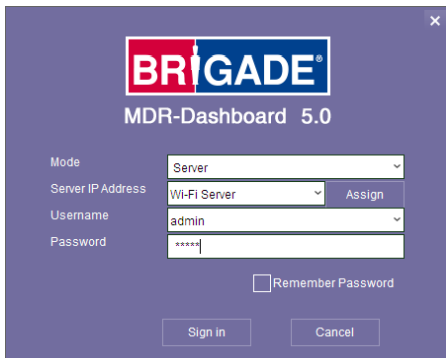 BRIGADE®
MDR-Dashboard 5.0
Mode Server
Server IP Address Wi-Fi Server Assign
Username admin
Password *****
Remember Password
Sign in Cancel